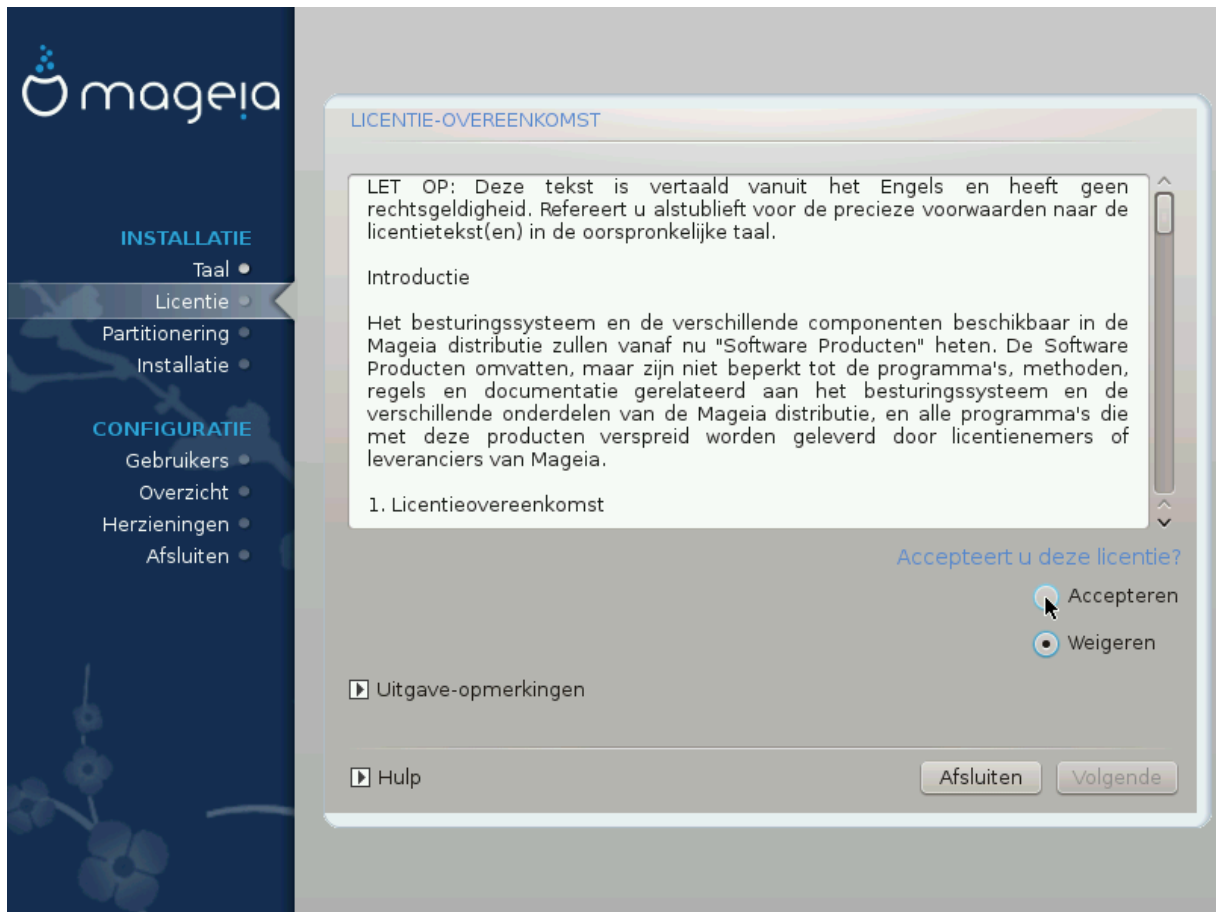 mageia
INSTALLATIE
Taal
Licentie
Partitionering
Installatie
CONFIGURATIE
Gebruikers
Overzicht
Herzieningen
Afsluiten
LICENTIE-OVEREENKOMST
LET OP: Deze tekst is vertaald vanuit het Engels en heeft geen
rechtsgeldigheid. Refereert u alstublieft voor de precieze voorwaarden naar de
licentietekst(en) in de oorspronkelijke taal.
Introductie
Het besturingssysteem en de verschillende componenten beschikbaar in de
Mageia distributie zullen vanaf nu "Software Producten" heten. De Software
Producten omvatten, maar zijn niet beperkt tot de programma's, methoden,
regels en documentatie gerelateerd aan het besturingssysteem en de
verschillende onderdelen van de Mageia distributie, en alle programma's die
met deze producten verspreid worden geleverd door licentienemers of
leveranciers van Mageia.
1. Licentieovereenkomst
Accepteert u deze licentie?
Accepteren
Weigeren
Uitgave-opmerkingen
Hulp
Afsluiten
Volgende